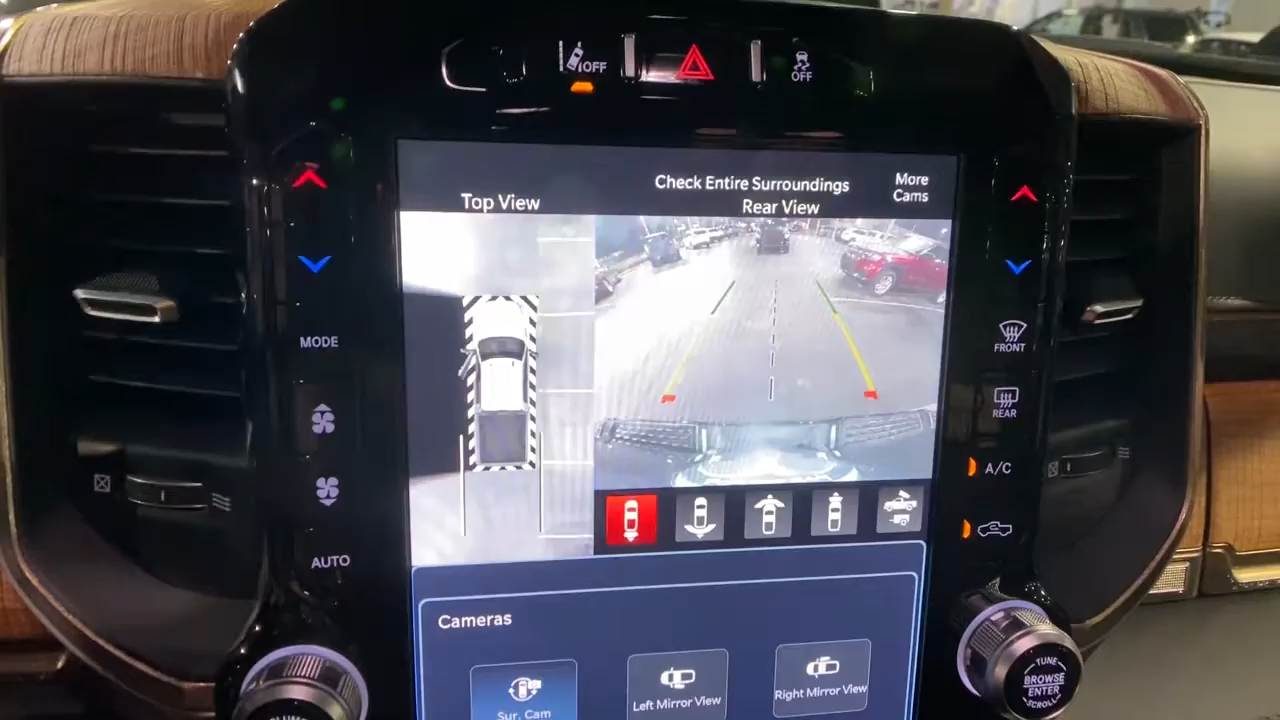 OFF
OFF
Top View
Check Entire Surroundings
Rear View
More
Cams
MODE
AUTO
FRONT
REAR
A/C
Cameras
Sur. Cam
Left Mirror View
Right Mirror View
TUNE
BROWSE
ENTER
SCROLL